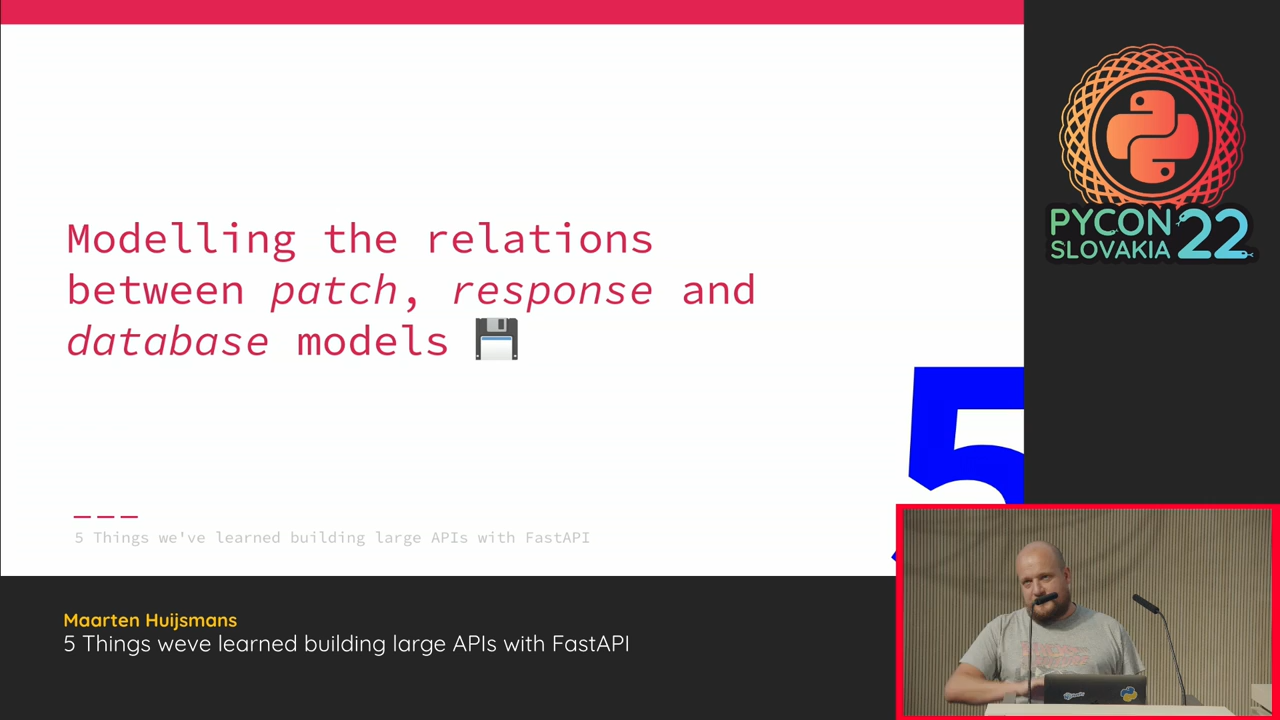 Modelling the relations
between patch, response and
database models
5
5 Things we've learned building large APIs with FastAPI
PYCON
SLOVAKIA
22
Maarten Huijsmans
5 Things weve learned building large APIs with FastAPI